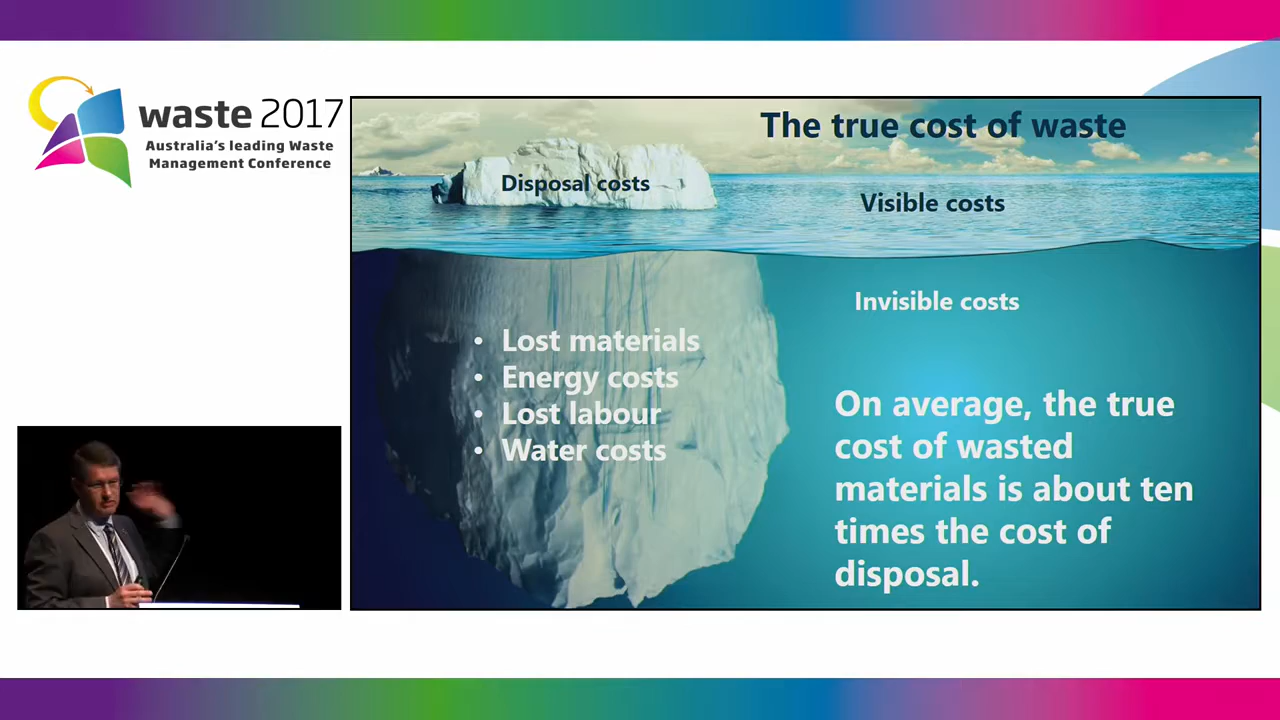 waste 2017
Australia's leading Waste
Management Conference
The true cost of waste
Disposal costs
Visible costs
Invisible costs
• Lost materials
• Energy costs
• Lost labour
• Water costs
On average, the true
cost of wasted
materials is about ten
times the cost of
disposal.